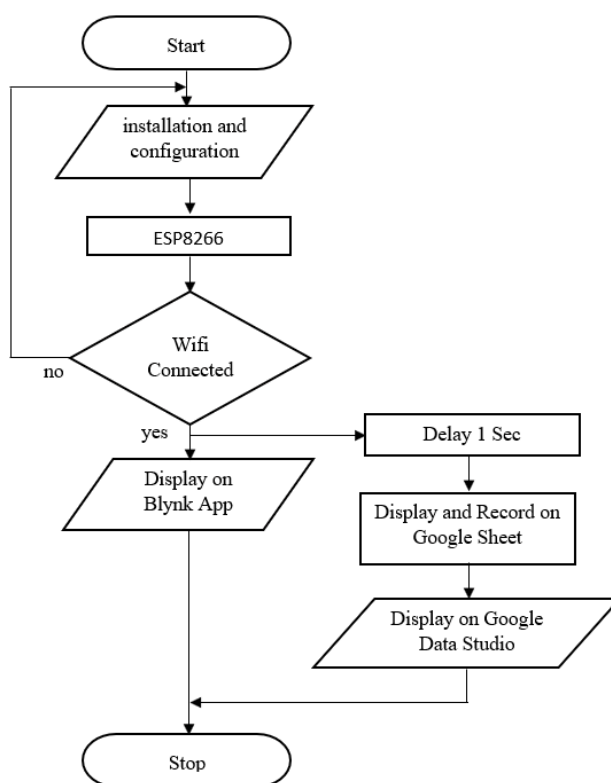 Start
installation and
configuration
ESP8266
Wifi
Connected
no
yes
Delay 1 Sec
Display on
Blynk App
Display and Record on
Google Sheet
Display on Google
Data Studio
Stop